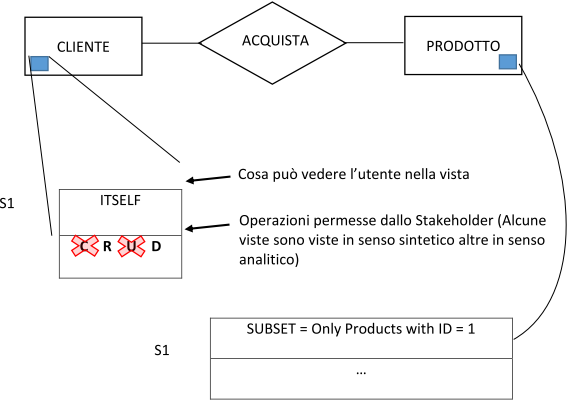 CLIENTE
ACQUISTA
PRODOTTO
Cosa può vedere l'utente nella vista
S1
ITSELF
Operazioni permesse dallo Stakeholder (Alcune
viste sono viste in senso sintetico altre in senso
analitico)
C R U D
SUBSET = Only Products with ID = 1
S1
...